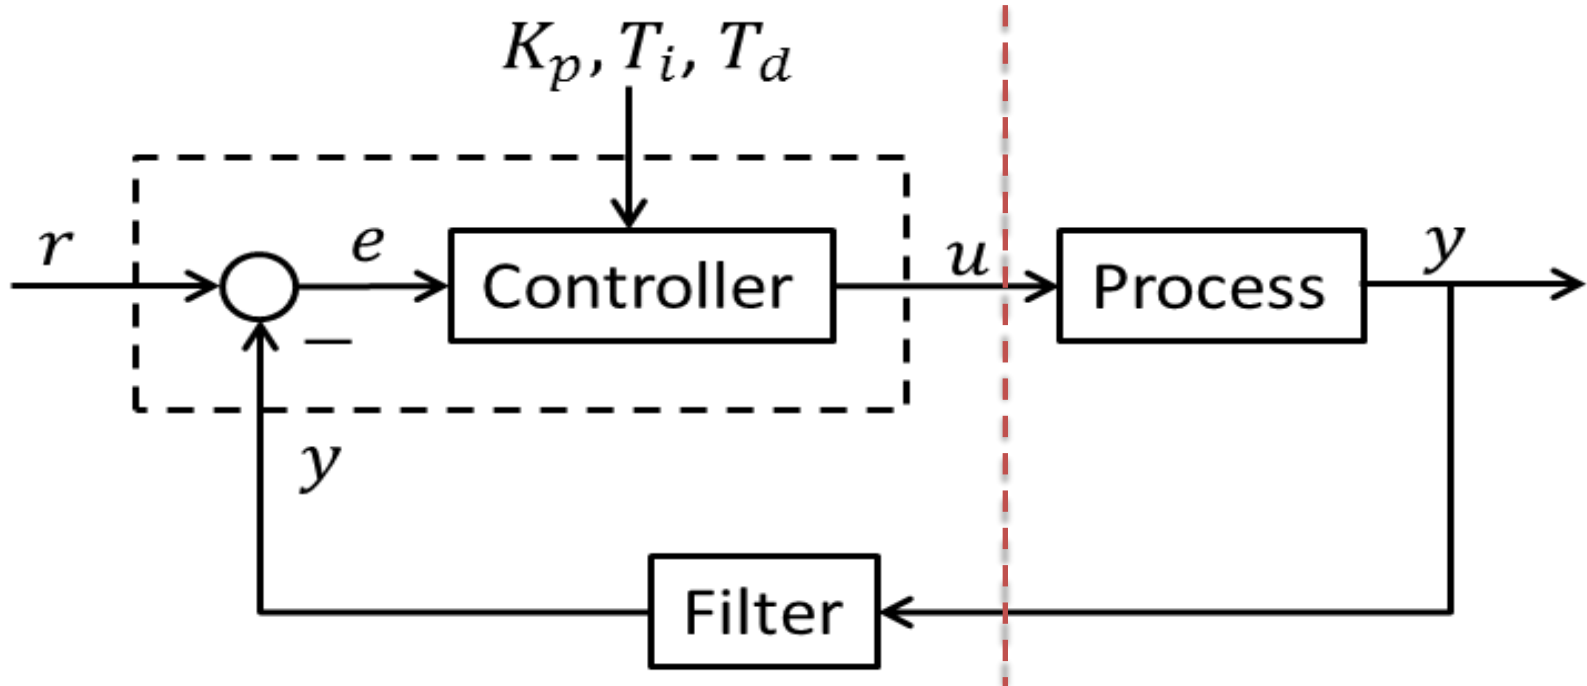 Kp, Ti, Td
r
e
Controller
u
Process
y
−
y
Filter